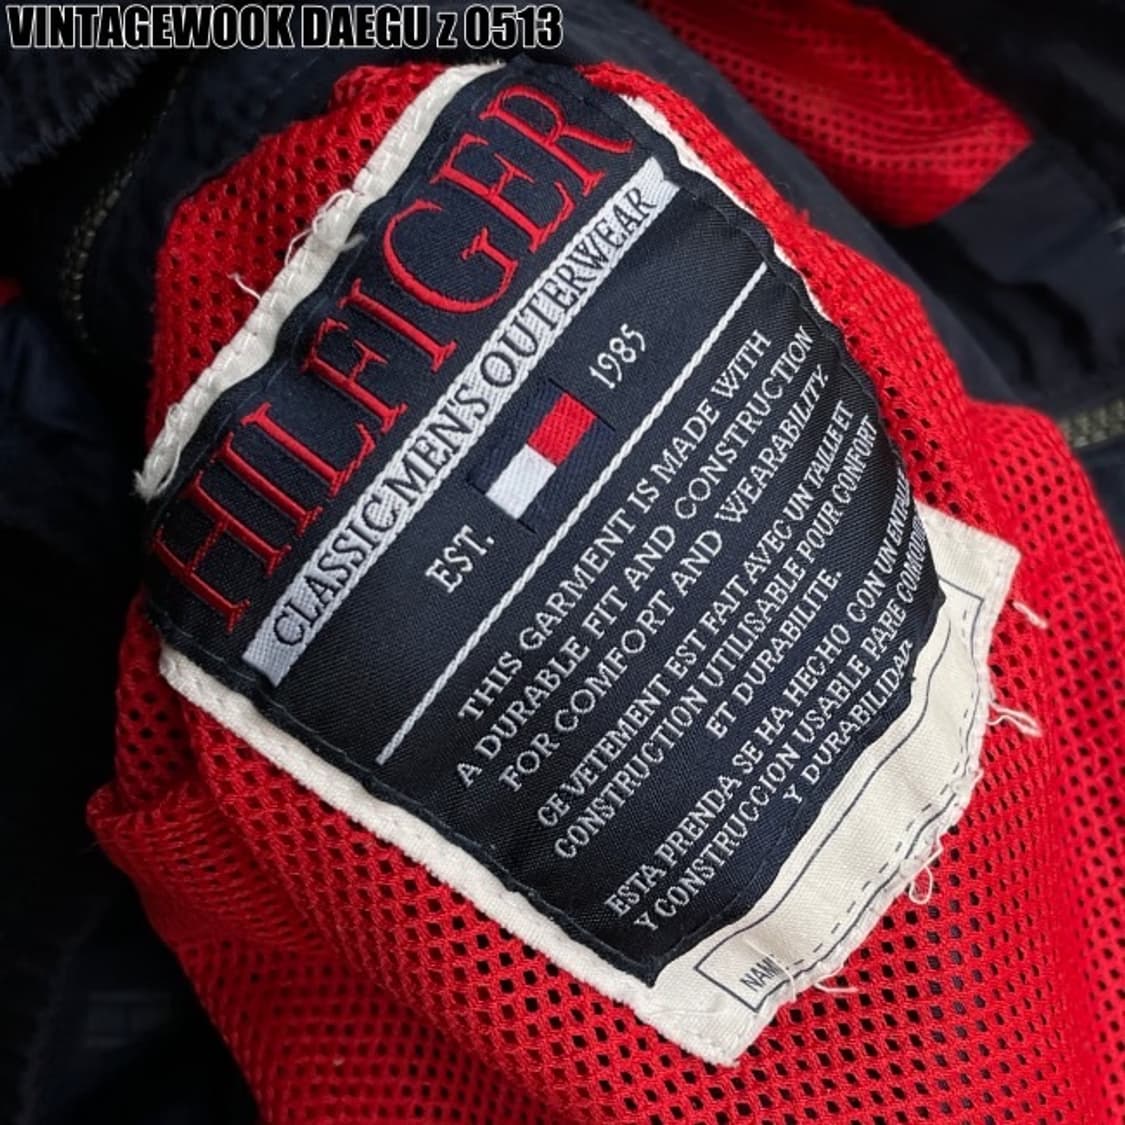 VINTAGEWOOK DAEGU z 0513
HILFIGER
CLASSIC MEN'S OUTERWEAR
EST. 1985
THIS GARMENT IS MADE WITH
A DURABLE FIT AND CONSTRUCTION
FOR COMFORT AND WEARABILITY.
CE VETEMENT EST FAIT AVEC UN TAILLE ET
CONSTRUCTION UTILISABLE POUR CONFORT
ET DURABILITE.
ESTA PRENDA SE HA HECHO CON UN
Y CONSTRUCCION USABLE PARE
Y DURABILIDAD